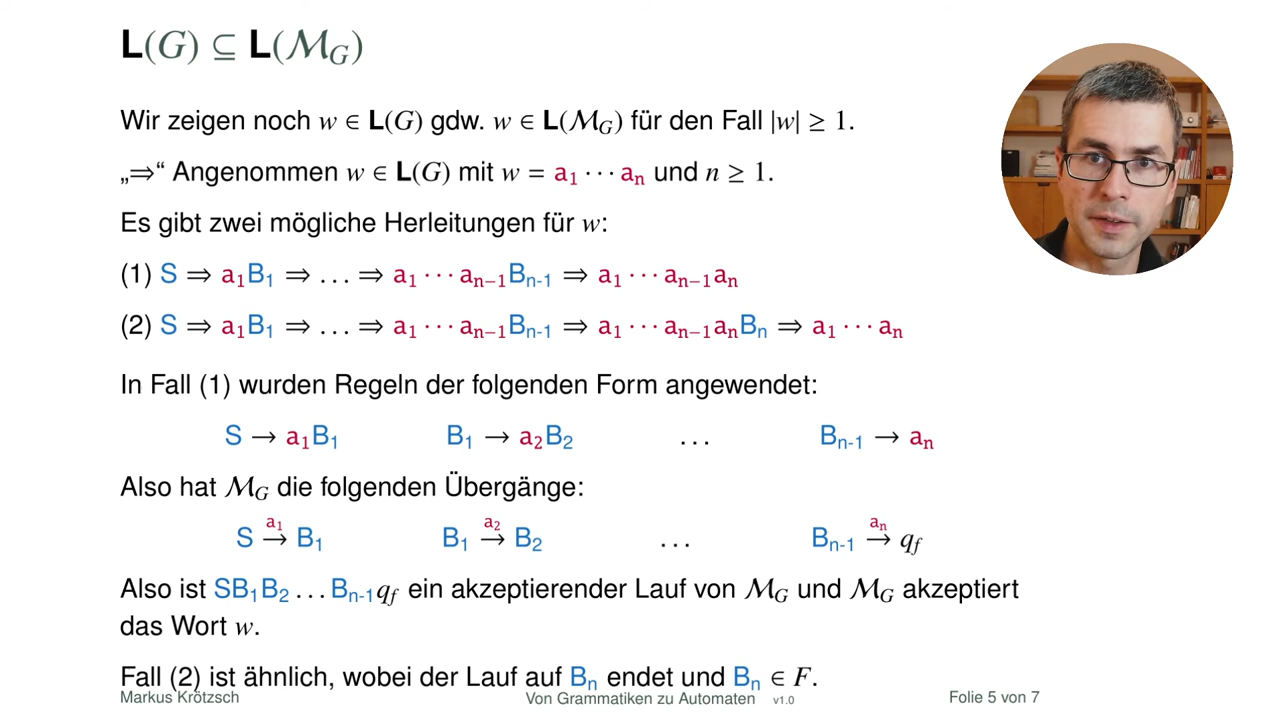 L(G) ⊆ L(ℳ_G)
Wir zeigen noch w ∈ L(G) gdw. w ∈ L(ℳ_G) für den Fall |w| ≥ 1.
„⇒“ Angenommen w ∈ L(G) mit w = a₁ ⋯ aₙ und n ≥ 1.
Es gibt zwei mögliche Herleitungen für w:
(1) S ⇒ a₁B₁ ⇒ … ⇒ a₁ ⋯ aₙ₋₁Bₙ₋₁ ⇒ a₁ ⋯ aₙ₋₁aₙ
(2) S ⇒ a₁B₁ ⇒ … ⇒ a₁ ⋯ aₙ₋₁Bₙ₋₁ ⇒ a₁ ⋯ aₙ₋₁aₙBₙ ⇒ a₁ ⋯ aₙ
In Fall (1) wurden Regeln der folgenden Form angewendet:
S → a₁B₁ B₁ → a₂B₂ … Bₙ₋₁ → aₙ
Also hat ℳ_G die folgenden Übergänge:
a₁ a₂ aₙ
S → B₁ B₁ → B₂ … Bₙ₋₁ → q_f
Also ist SB₁B₂ … Bₙ₋₁q_f ein akzeptierender Lauf von ℳ_G und ℳ_G akzeptiert
das Wort w.
Fall (2) ist ähnlich, wobei der Lauf auf Bₙ endet und Bₙ ∈ F.
Markus Krötzsch Von Grammatiken zu Automaten v1.0 Folie 5 von 7